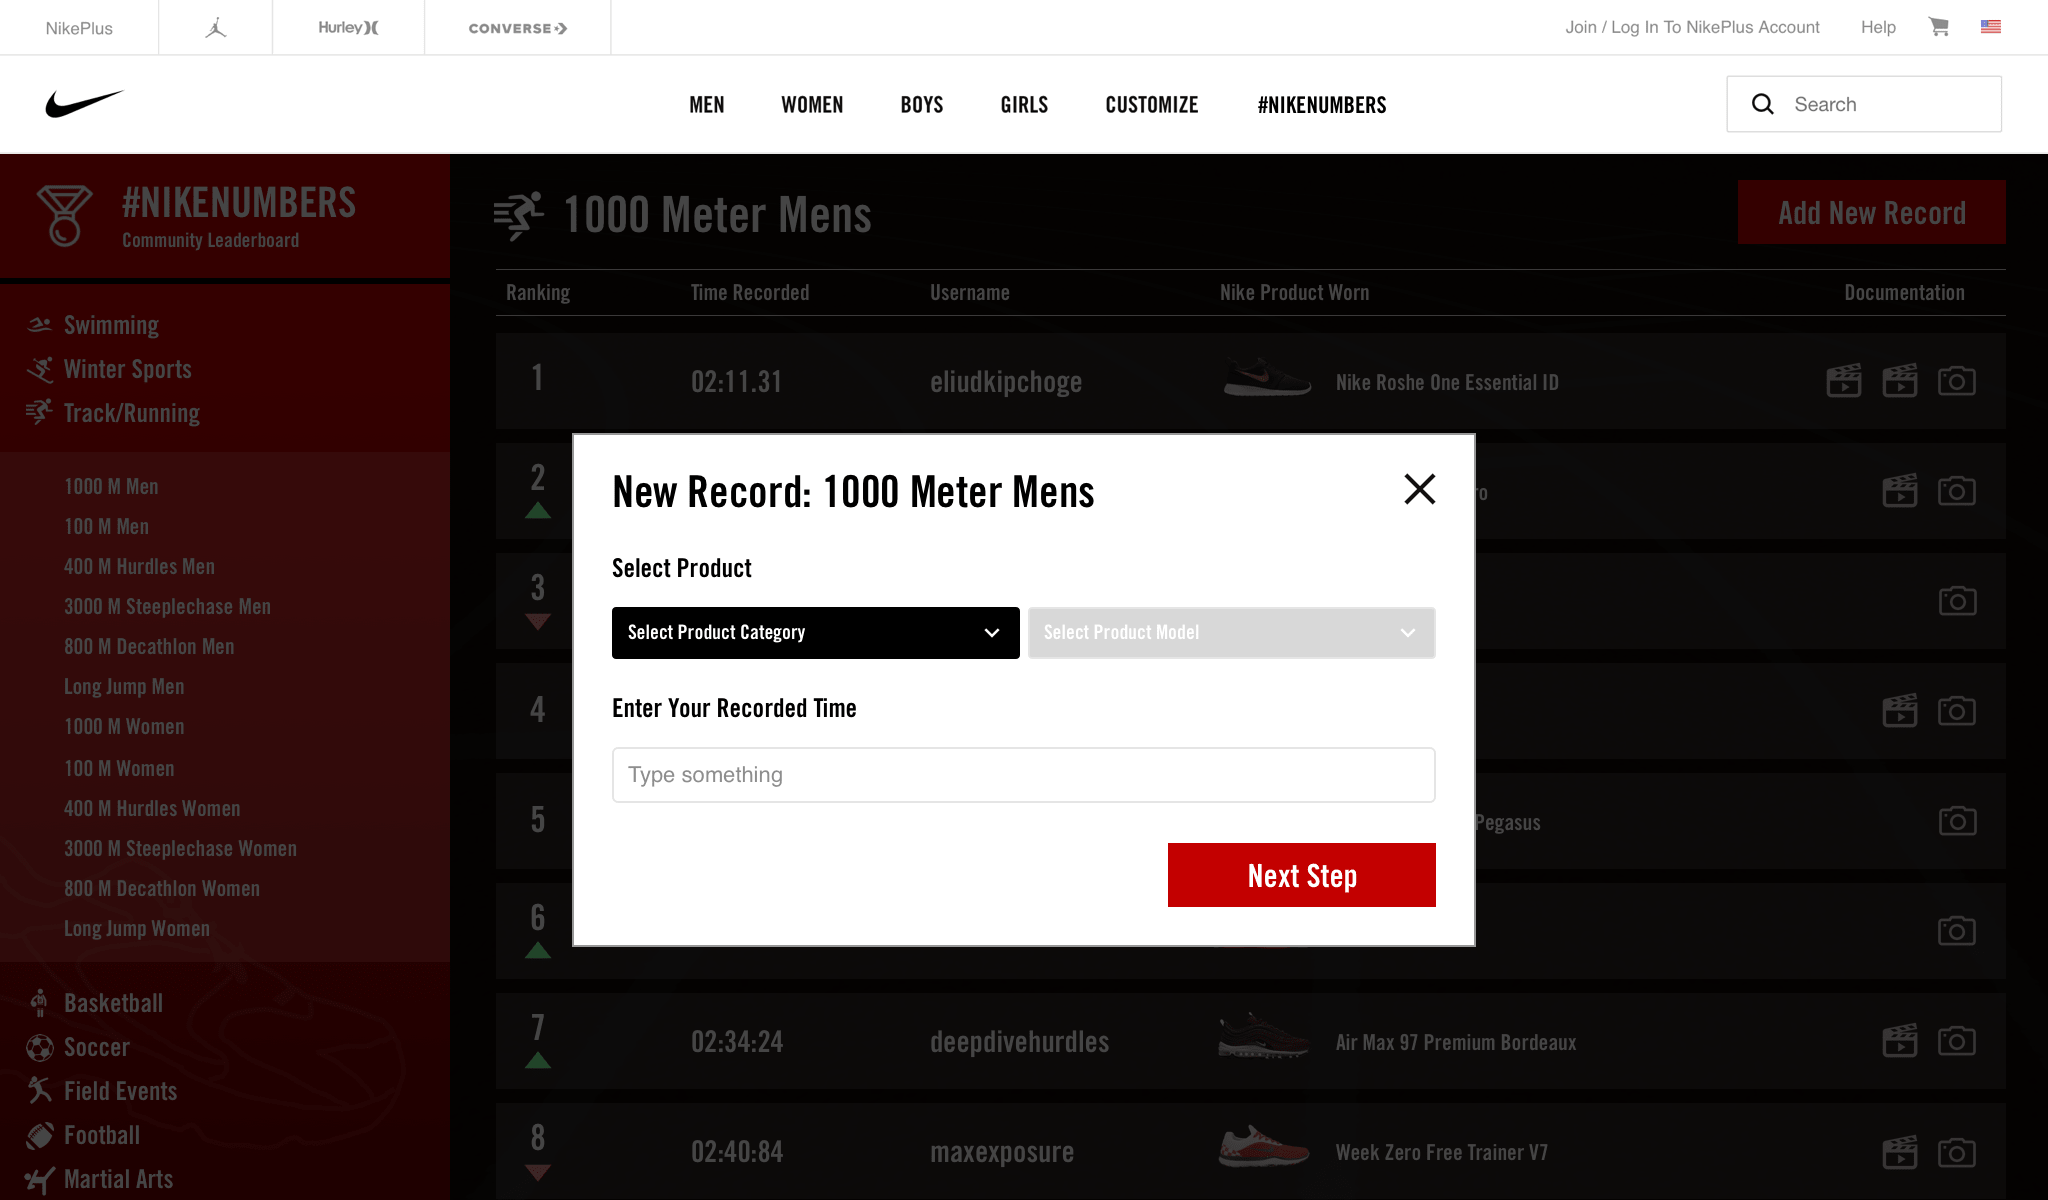 NikePlus
Hurley
CONVERSE
Join / Log In To NikePlus Account
Help
MEN
WOMEN
BOYS
GIRLS
CUSTOMIZE
#NIKENUMBERS
Search
#NIKENUMBERS
Community Leaderboard
Swimming
Winter Sports
Track/Running
1000 M Men
100 M Men
400 M Hurdles Men
3000 M Steeplechase Men
800 M Decathlon Men
Long Jump Men
1000 M Women
100 M Women
400 M Hurdles Women
3000 M Steeplechase Women
800 M Decathlon Women
Long Jump Women
Basketball
Soccer
Field Events
Football
Martial Arts
1000 Meter Mens
Add New Record
Ranking
Time Recorded
Username
Nike Product Worn
Documentation
1
02:11.31
eliudkipchoge
Nike Roshe One Essential ID
2
3
4
5
Pegasus
6
7
02:34:24
deepdivehurdles
Air Max 97 Premium Bordeaux
8
02:40:84
maxexposure
Week Zero Free Trainer V7
New Record: 1000 Meter Mens
Select Product
Select Product Category
Select Product Model
Enter Your Recorded Time
Type something
Next Step